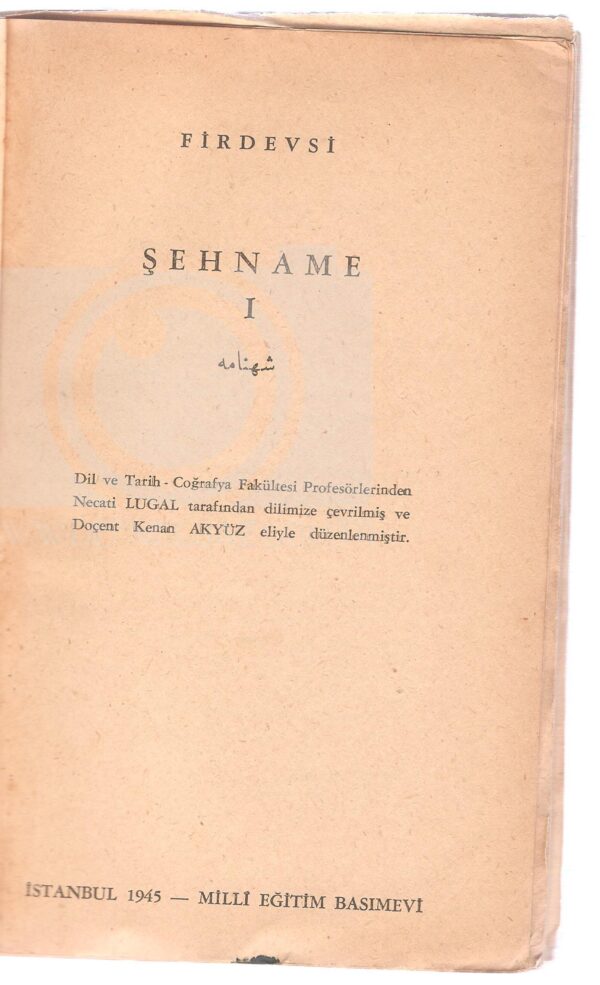 FİRDEVSİ
ŞEHNAME
I
شهنامه
Dil ve Tarih - Coğrafya Fakültesi Profesörlerinden
Necati LUGAL tarafından dilimize çevrilmiş ve
Doçent Kenan AKYÜZ eliyle düzenlenmiştir.
İSTANBUL 1945 — MİLLÎ EĞİTİM BASIMEVİ